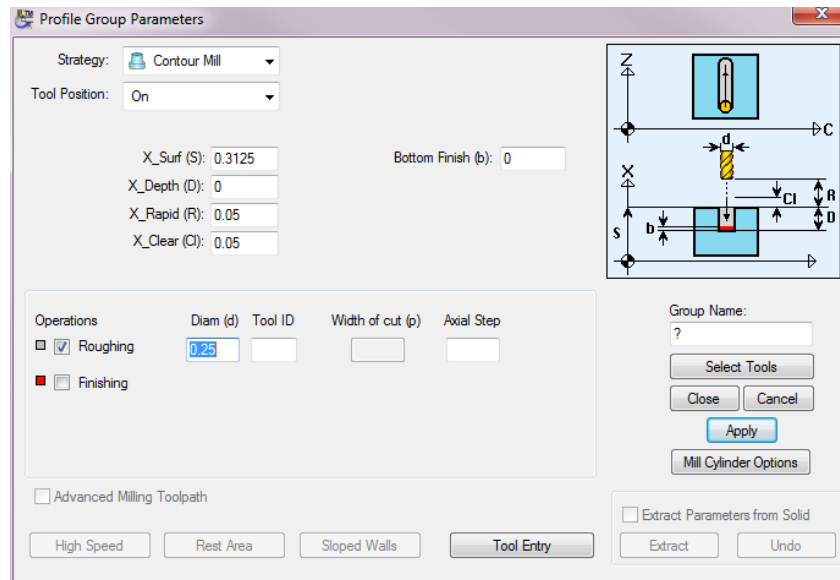 Profile Group Parameters
Strategy: Contour Mill
Tool Position: On
X_Surf (S): 0.3125 Bottom Finish (b): 0
X_Depth (D): 0
X_Rapid (R): 0.05
X_Clear (Cl): 0.05
Z
C
d
X
Cl
R
D
S
b
Operations Diam (d) Tool ID Width of cut (p) Axial Step
Roughing 0.25
Finishing
Group Name:
?
Select Tools
Close Cancel
Apply
Mill Cylinder Options
Advanced Milling Toolpath
High Speed Rest Area Sloped Walls Tool Entry
Extract Parameters from Solid
Extract Undo